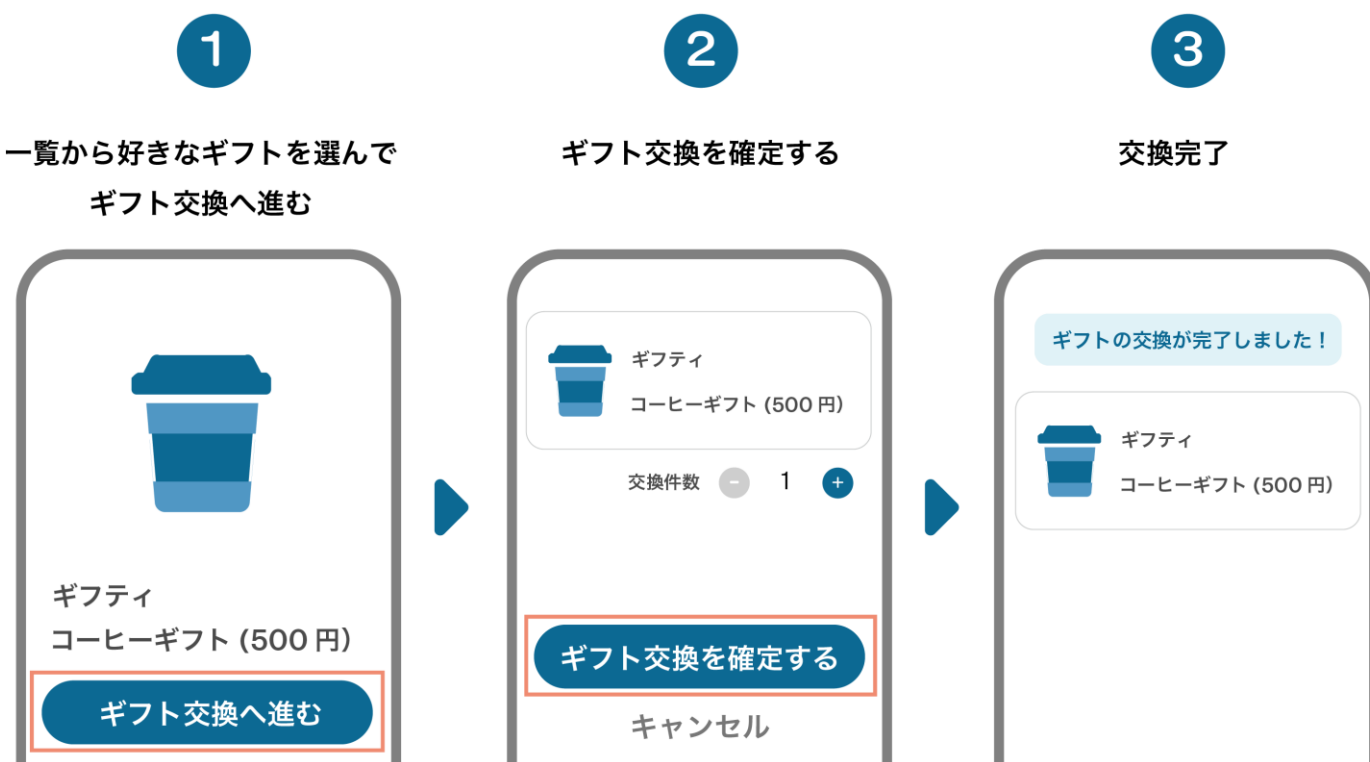 1
一覧から好きなギフトを選んで
ギフト交換へ進む
ギフティ
コーヒーギフト (500 円)
ギフト交換へ進む
2
ギフト交換を確定する
ギフティ
コーヒーギフト (500 円)
交換件数 - 1 +
ギフト交換を確定する
キャンセル
3
交換完了
ギフトの交換が完了しました！
ギフティ
コーヒーギフト (500 円)